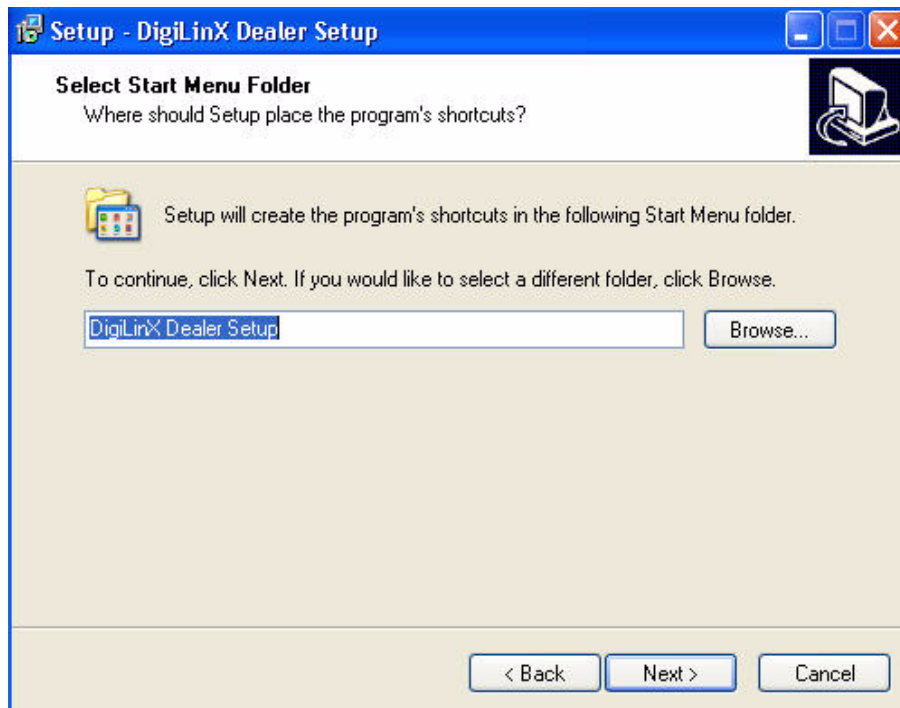 Setup - DigiLinX Dealer Setup
Select Start Menu Folder
Where should Setup place the program's shortcuts?
Setup will create the program's shortcuts in the following Start Menu folder.
To continue, click Next. If you would like to select a different folder, click Browse.
DigiLinX Dealer Setup
Browse...
< Back
Next >
Cancel